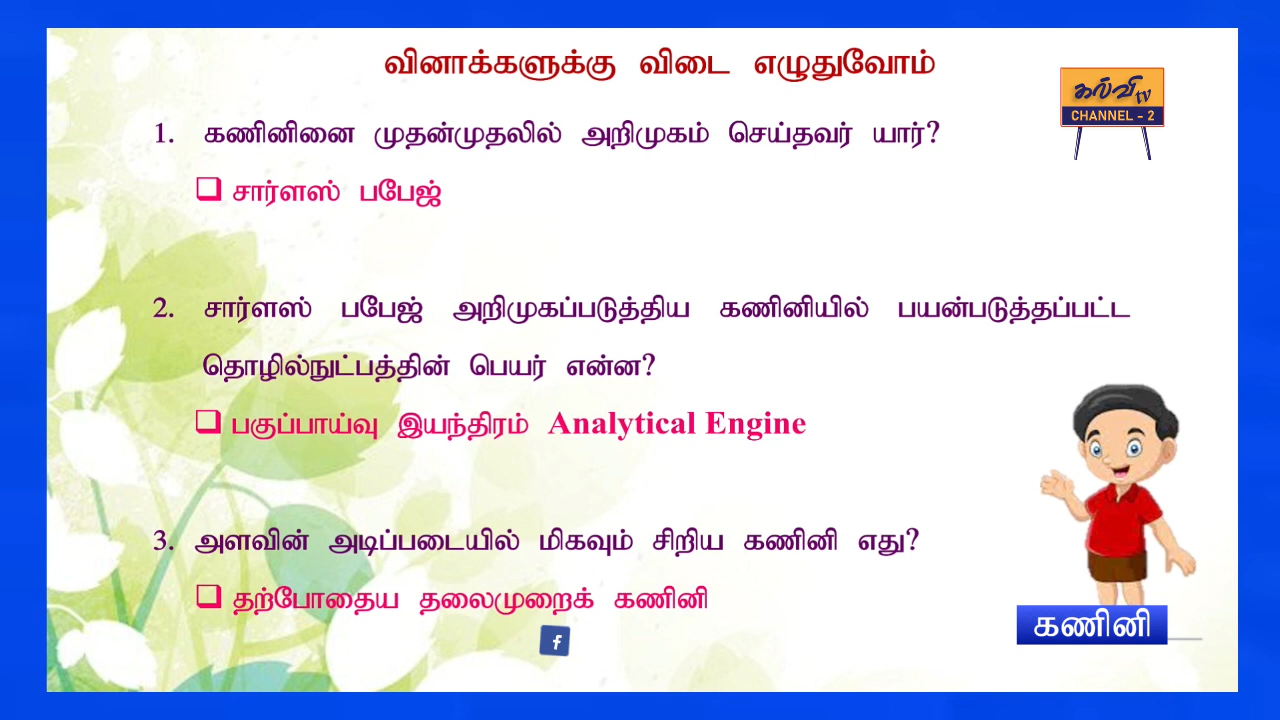 வினாக்களுக்கு விடை எழுதுவோம்
கல்வி tv
CHANNEL - 2
1. கணினினை முதன்முதலில் அறிமுகம் செய்தவர் யார்?
❑ சார்ளஸ் பபேஜ்
2. சார்ளஸ் பபேஜ் அறிமுகப்படுத்திய கணினியில் பயன்படுத்தப்பட்ட
தொழில்நுட்பத்தின் பெயர் என்ன?
❑ பகுப்பாய்வு இயந்திரம் Analytical Engine
3. அளவின் அடிப்படையில் மிகவும் சிறிய கணினி எது?
❑ தற்போதைய தலைமுறைக் கணினி
f
கணினி